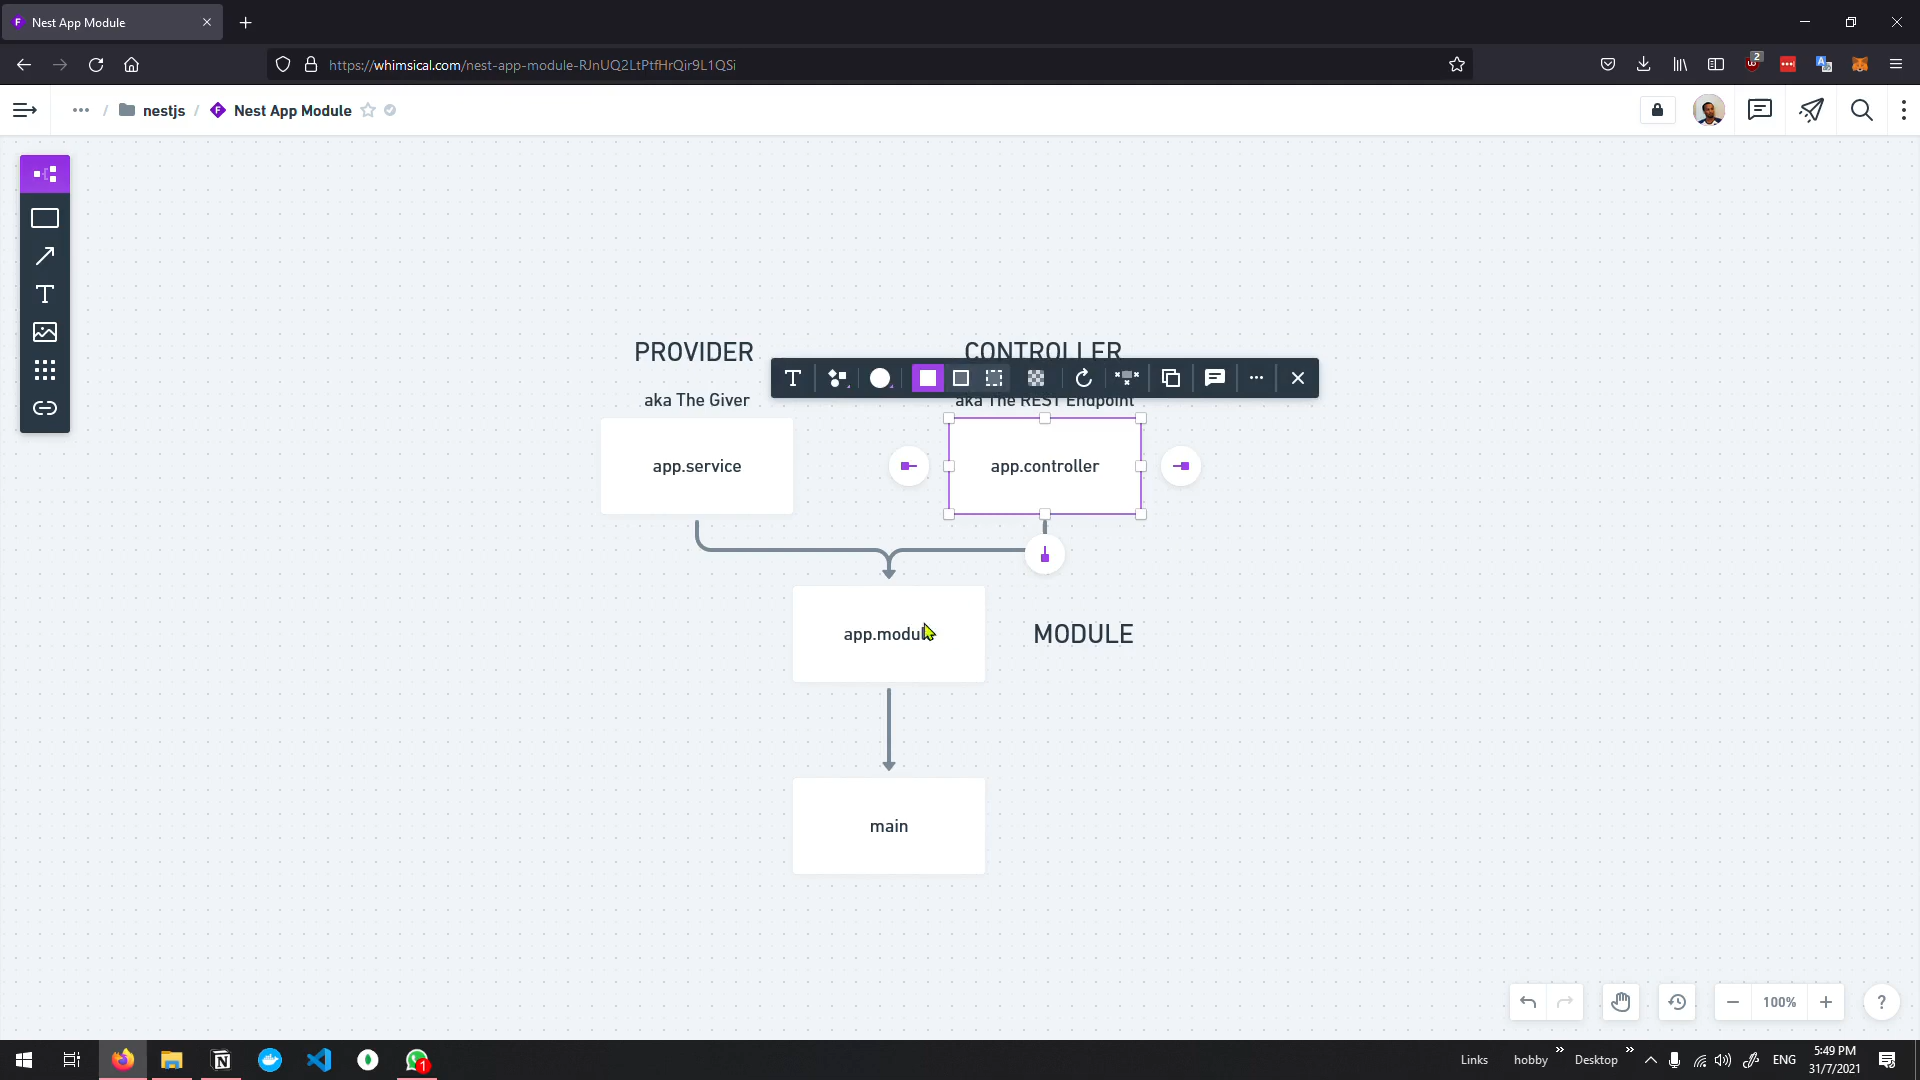 Nest App Module
https://whimsical.com/nest-app-module-RJnUQ2LtPtfHrQir9L1QSi
2
... / nestjs / Nest App Module
PROVIDER
CONTROLLER
aka The Giver
aka The REST Endpoint
app.service
app.controller
app.module
MODULE
main
100%
?
1
Links
hobby
Desktop
ENG
5:49 PM
31/7/2021